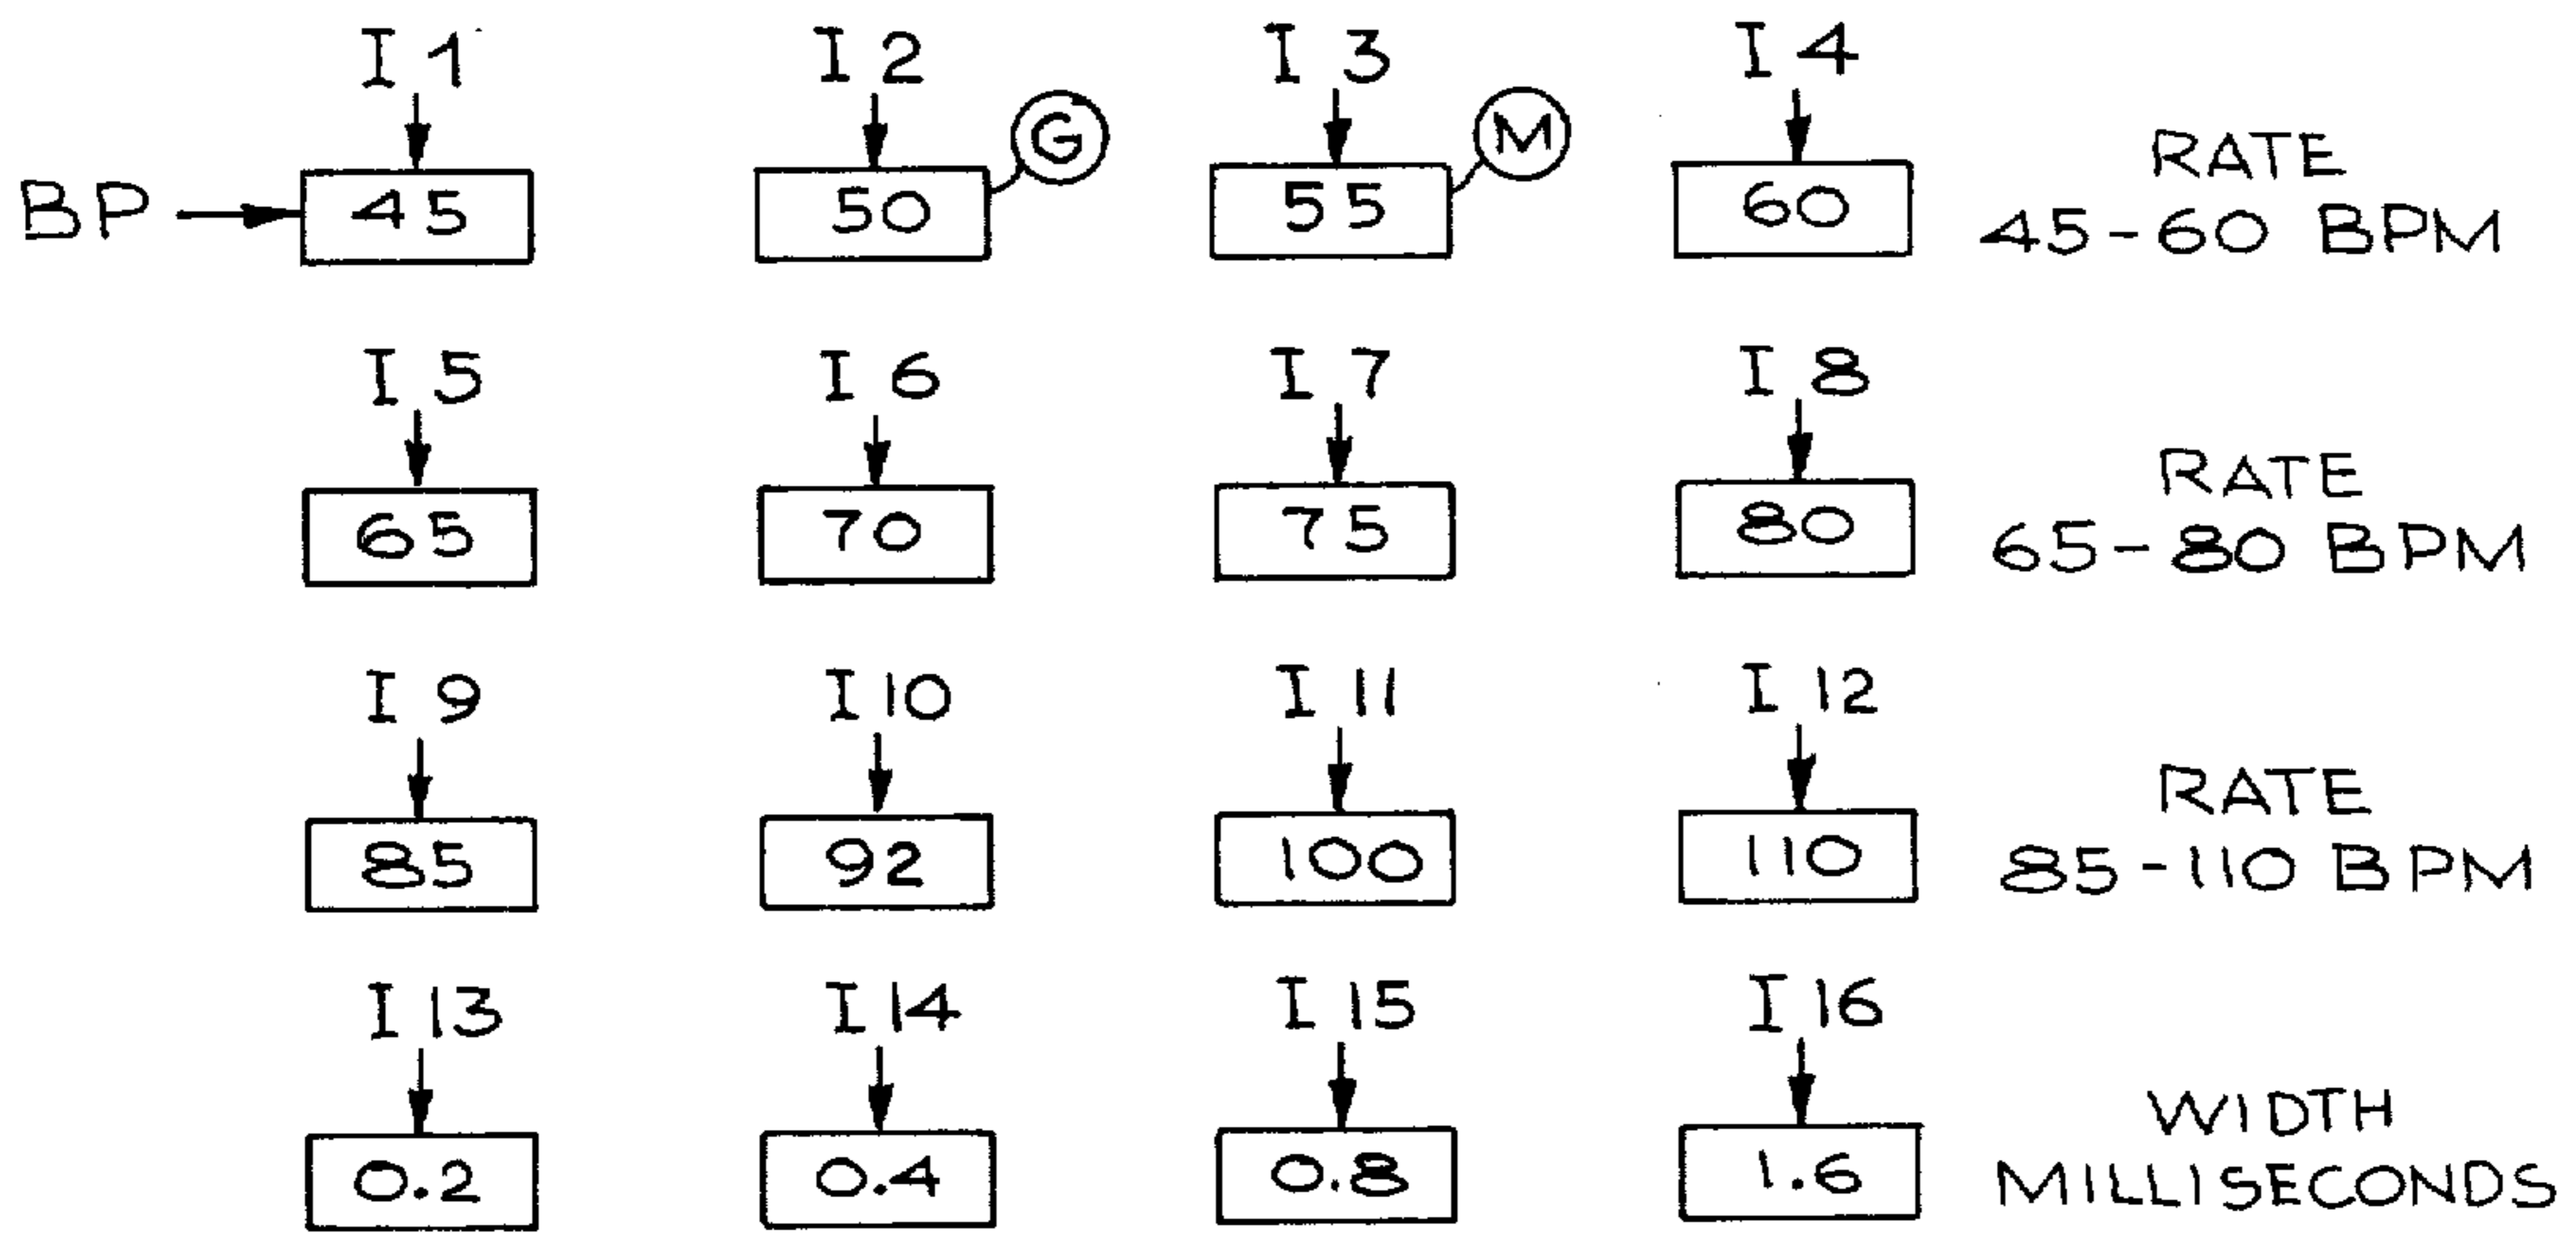 I 1 I 2 I 3 I 4
G M
RATE
BP 45 50 55 60 45-60 BPM
I 5 I 6 I 7 I 8
RATE
65 70 75 80 65-80 BPM
I 9 I 10 I 11 I 12
RATE
85 92 100 110 85-110 BPM
I 13 I 14 I 15 I 16
WIDTH
0.2 0.4 0.8 1.6 MILLISECONDS